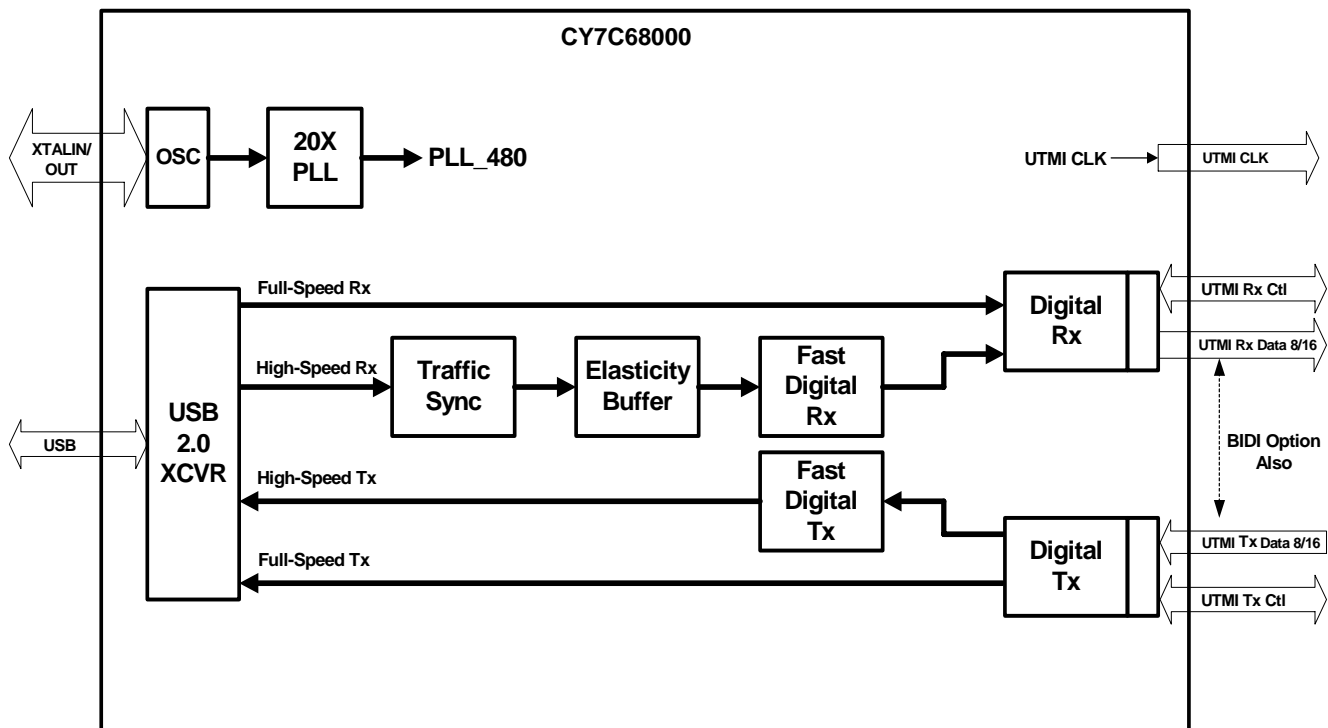 CY7C68000
XTALIN/
OUT
OSC
20X
PLL
PLL_480
UTMI CLK
UTMI CLK
Full-Speed Rx
Digital
Rx
UTMI Rx Ctl
UTMI Rx Data 8/16
High-Speed Rx
Traffic
Sync
Elasticity
Buffer
Fast
Digital
Rx
USB
USB
2.0
XCVR
BIDI Option
Also
High-Speed Tx
Fast
Digital
Tx
Full-Speed Tx
Digital
Tx
UTMI Tx Data 8/16
UTMI Tx Ctl